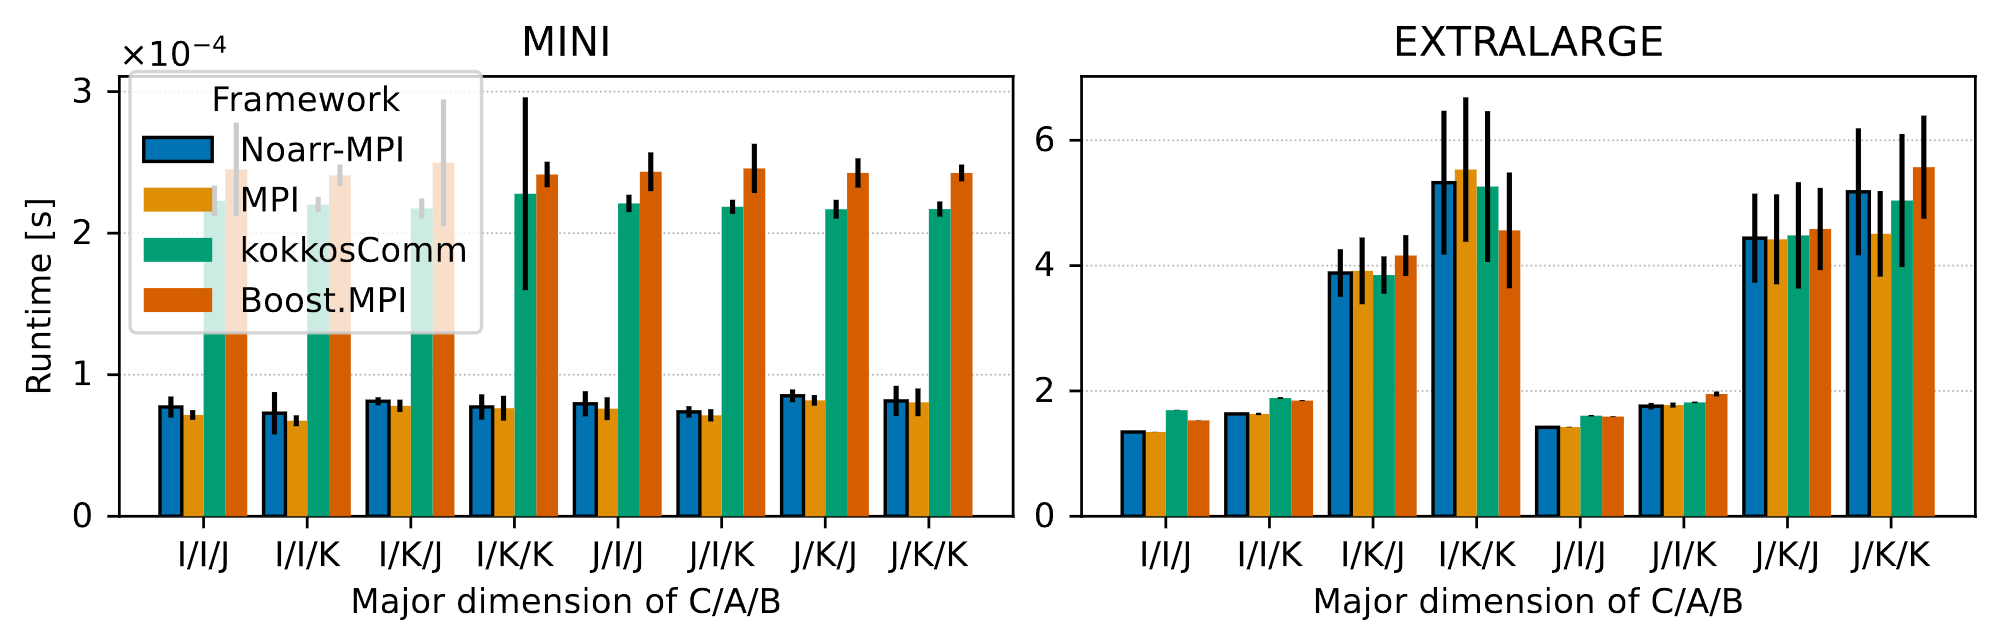 MINI
×10⁻⁴
Runtime [s]
3
2
1
0
Framework
Noarr-MPI
MPI
kokkosComm
Boost.MPI
I/I/J I/I/K I/K/J I/K/K J/I/J J/I/K J/K/J J/K/K
Major dimension of C/A/B
EXTRALARGE
6
4
2
0
I/I/J I/I/K I/K/J I/K/K J/I/J J/I/K J/K/J J/K/K
Major dimension of C/A/B